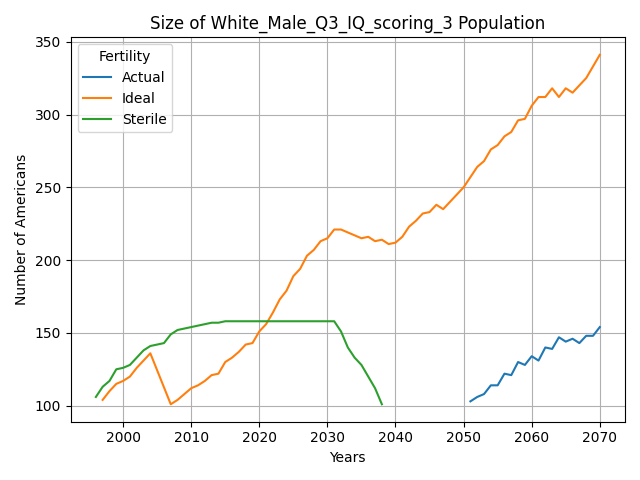 Size of White_Male_Q3_IQ_scoring_3 Population
Number of Americans
350
300
250
200
150
100
Fertility
Actual
Ideal
Sterile
2000 2010 2020 2030 2040 2050 2060 2070
Years